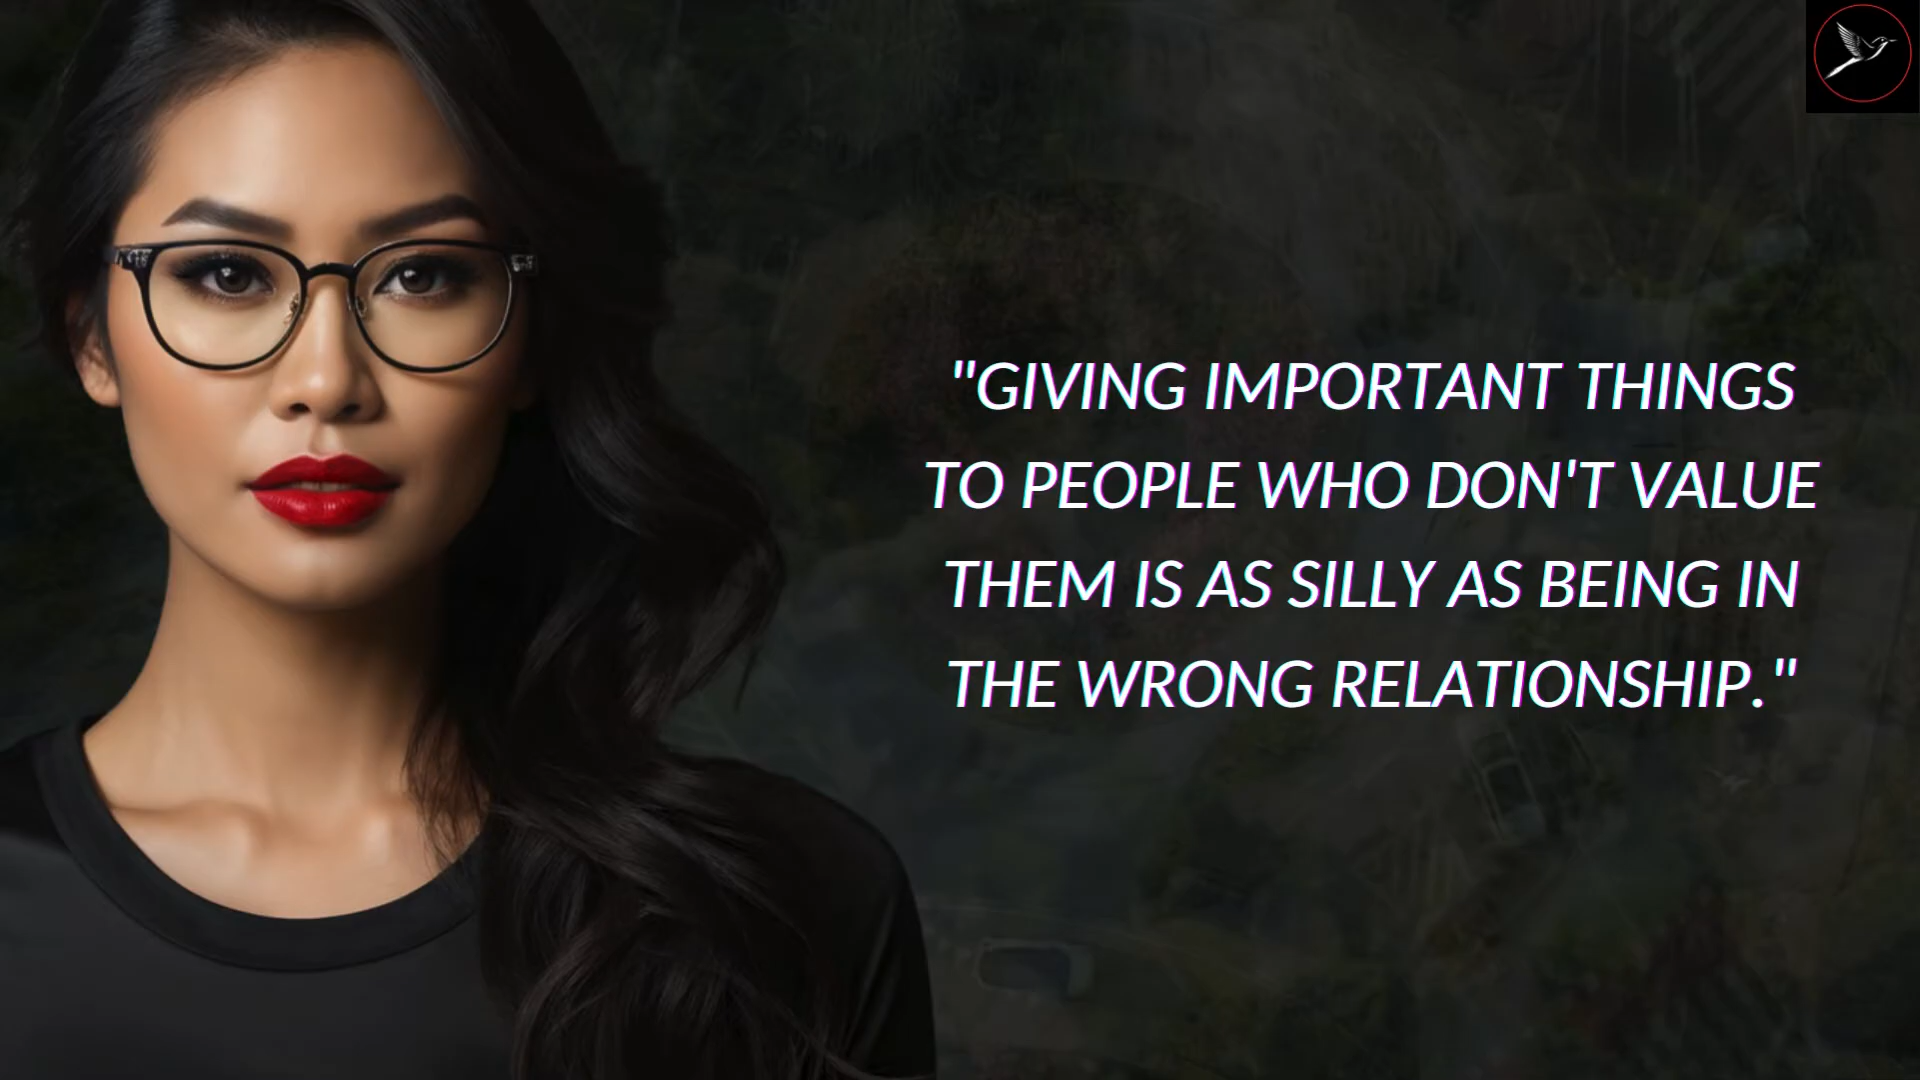 "GIVING IMPORTANT THINGS
TO PEOPLE WHO DON'T VALUE
THEM IS AS SILLY AS BEING IN
THE WRONG RELATIONSHIP."